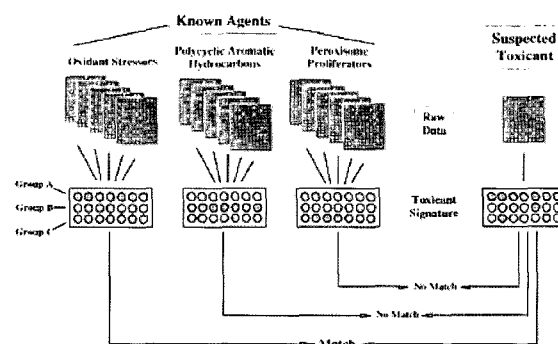 Known Agents
Suspected
Toxicant
Oxidant Stressors
Polycyclic Aromatic
Hydrocarbons
Peroxisome
Proliferators
Raw
Data
Group A
Group B
Group C
Toxicant
Signature
No Match
No Match
Match